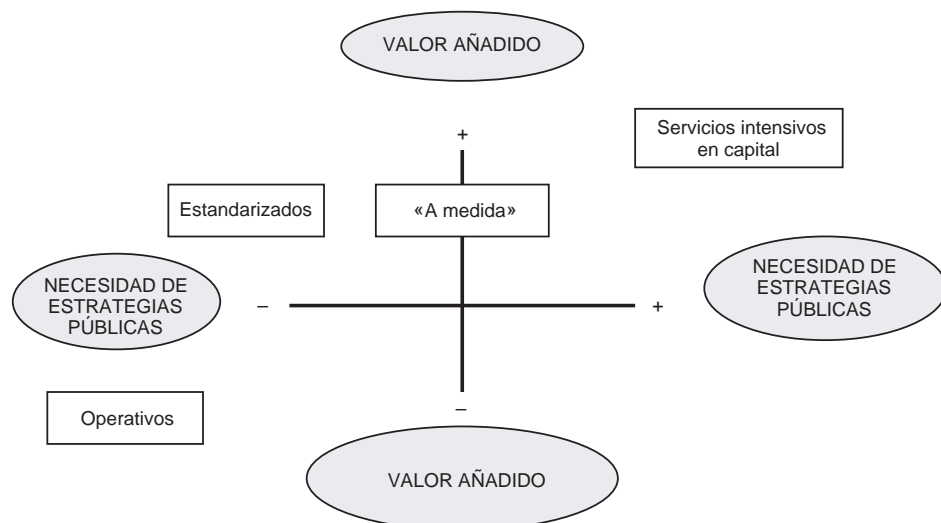 VALOR AÑADIDO
Servicios intensivos
en capital
+
Estandarizados
«A medida»
NECESIDAD DE
ESTRATEGIAS
PÚBLICAS
–
+
NECESIDAD DE
ESTRATEGIAS
PÚBLICAS
Operativos
–
VALOR AÑADIDO